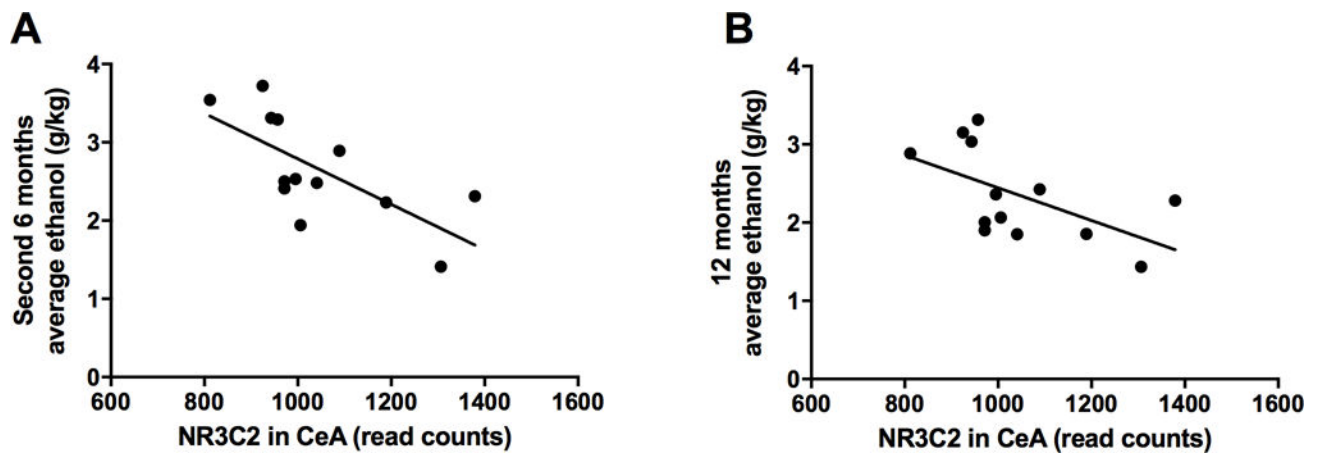 A
Second 6 months
average ethanol (g/kg)
4
3
2
1
0
600 800 1000 1200 1400 1600
NR3C2 in CeA (read counts)
B
12 months
average ethanol (g/kg)
4
3
2
1
0
600 800 1000 1200 1400 1600
NR3C2 in CeA (read counts)